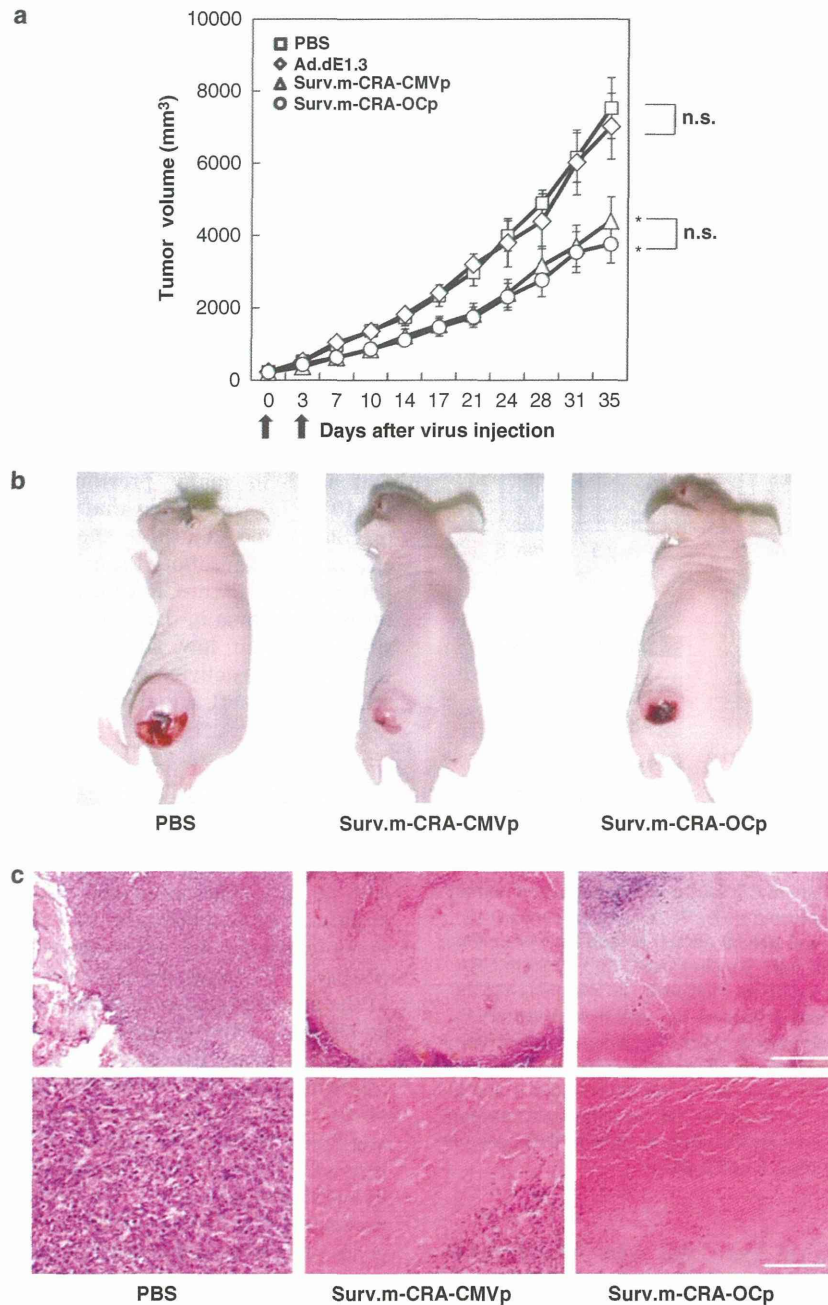 a
10000
8000
6000
4000
2000
0
Tumor volume (mm³)
PBS
Ad.dE1.3
Surv.m-CRA-CMVp
Surv.m-CRA-OCp
n.s.
*
n.s.
*
0 3 7 10 14 17 21 24 28 31 35
Days after virus injection
b
PBS Surv.m-CRA-CMVp Surv.m-CRA-OCp
c
PBS Surv.m-CRA-CMVp Surv.m-CRA-OCp